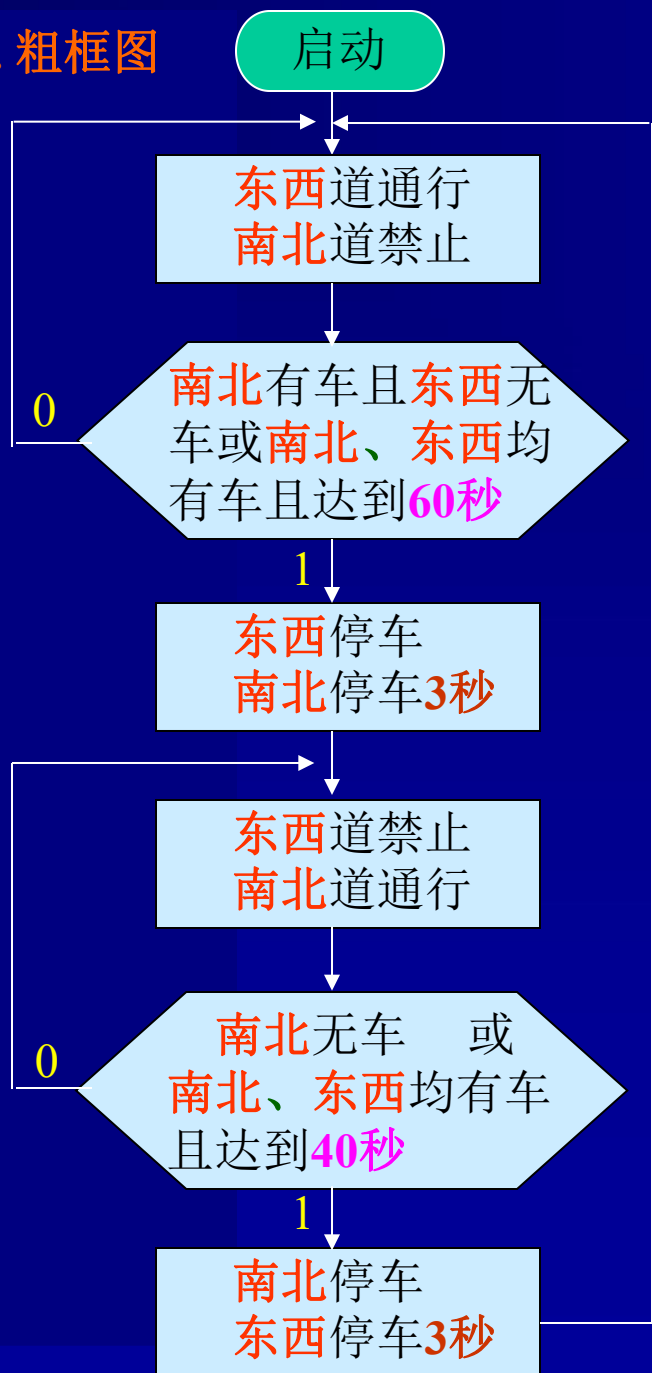 粗框图
启动
东西道通行
南北道禁止
南北有车且东西无
车或南北、东西均
有车且达到60秒
0
1
东西停车
南北停车3秒
东西道禁止
南北道通行
南北无车 或
南北、东西均有车
且达到40秒
0
1
南北停车
东西停车3秒